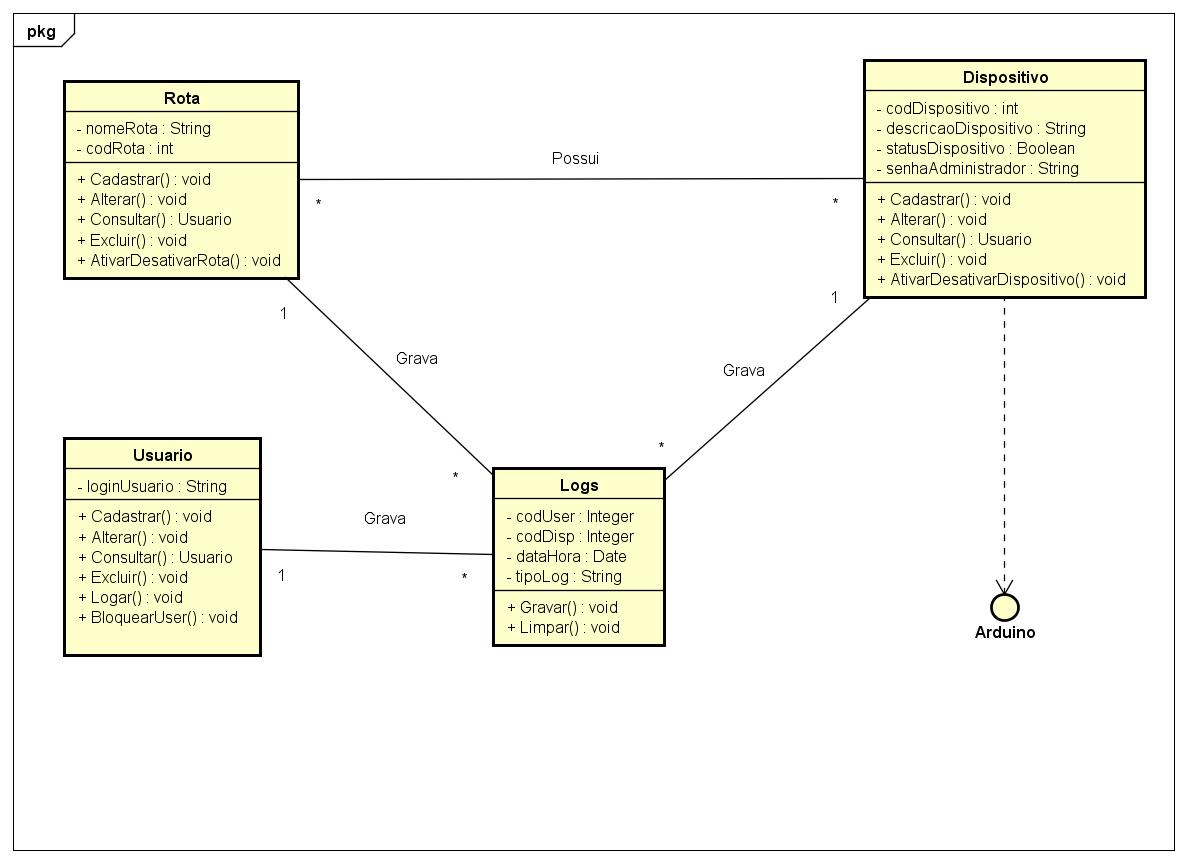 pkg
Rota
- nomeRota : String
- codRota : int
+ Cadastrar() : void
+ Alterar() : void
+ Consultar() : Usuario
+ Excluir() : void
+ AtivarDesativarRota() : void
Possui
*
*
Dispositivo
- codDispositivo : int
- descricaoDispositivo : String
- statusDispositivo : Boolean
- senhaAdministrador : String
+ Cadastrar() : void
+ Alterar() : void
+ Consultar() : Usuario
+ Excluir() : void
+ AtivarDesativarDispositivo() : void
1
Grava
*
1
Grava
*
Usuario
- loginUsuario : String
+ Cadastrar() : void
+ Alterar() : void
+ Consultar() : Usuario
+ Excluir() : void
+ Logar() : void
+ BloquearUser() : void
Grava
1
*
Logs
- codUser : Integer
- codDisp : Integer
- dataHora : Date
- tipoLog : String
+ Gravar() : void
+ Limpar() : void
Arduino